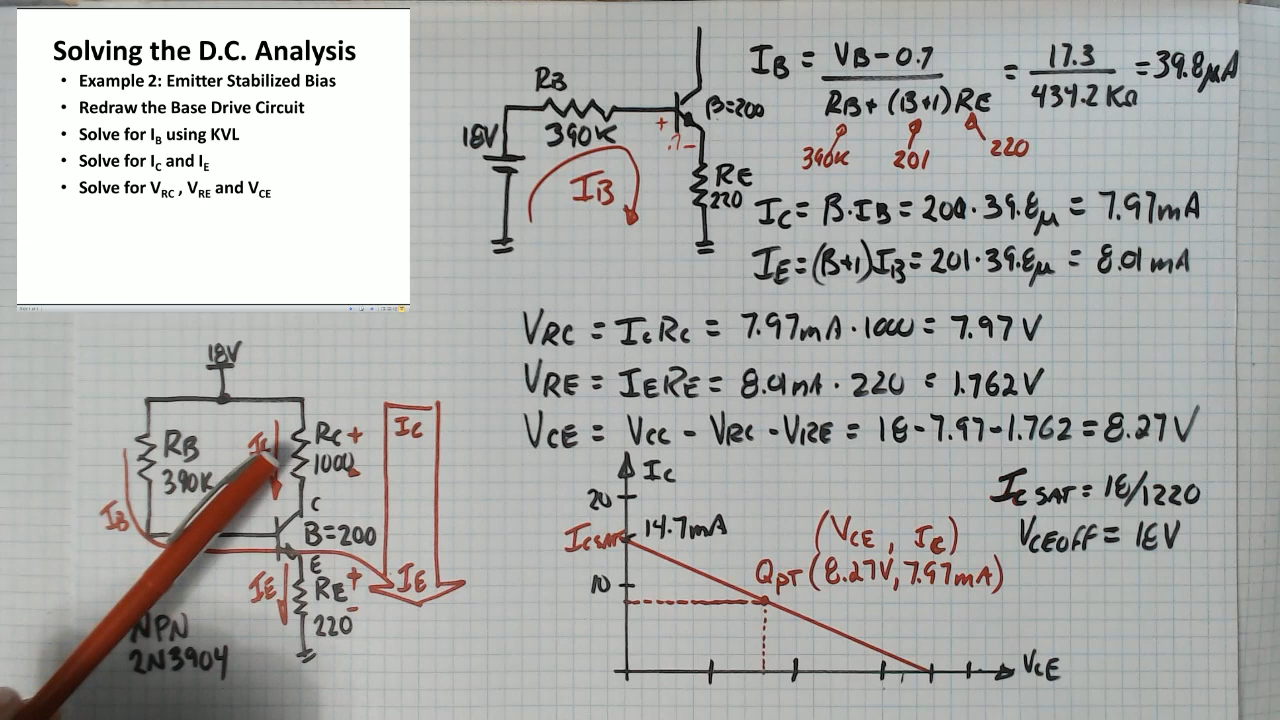 Solving the D.C. Analysis
• Example 2: Emitter Stabilized Bias
• Redraw the Base Drive Circuit
• Solve for IB using KVL
• Solve for IC and IE
• Solve for VRC , VRE and VCE
RB
390K
18V
β=200
+ .7 -
IB
RE
220
IB = VB - 0.7 / RB + (β+1)RE = 17.3 / 434.2 KΩ = 39.8μA
390K 201 220
IC = β·IB = 200·39.8μ = 7.97mA
IE = (β+1)IB = 201·39.8μ = 8.01mA
VRC = ICRC = 7.97mA·1000 = 7.97V
VRE = IERE = 8.01mA·220 = 1.762V
VCE = VCC - VRC - VRE = 18-7.97-1.762 = 8.27V
18V
RB
390K
IC
RC +
1000
IC
IB
C
B=200
E
IE
RE +
220 -
IE
NPN
2N3904
IC
20
ICSAT
14.7mA
10
(VCE, IC)
QPT (8.27V, 7.97mA)
VCE
IC SAT = 18/1220
VCEOFF = 18V